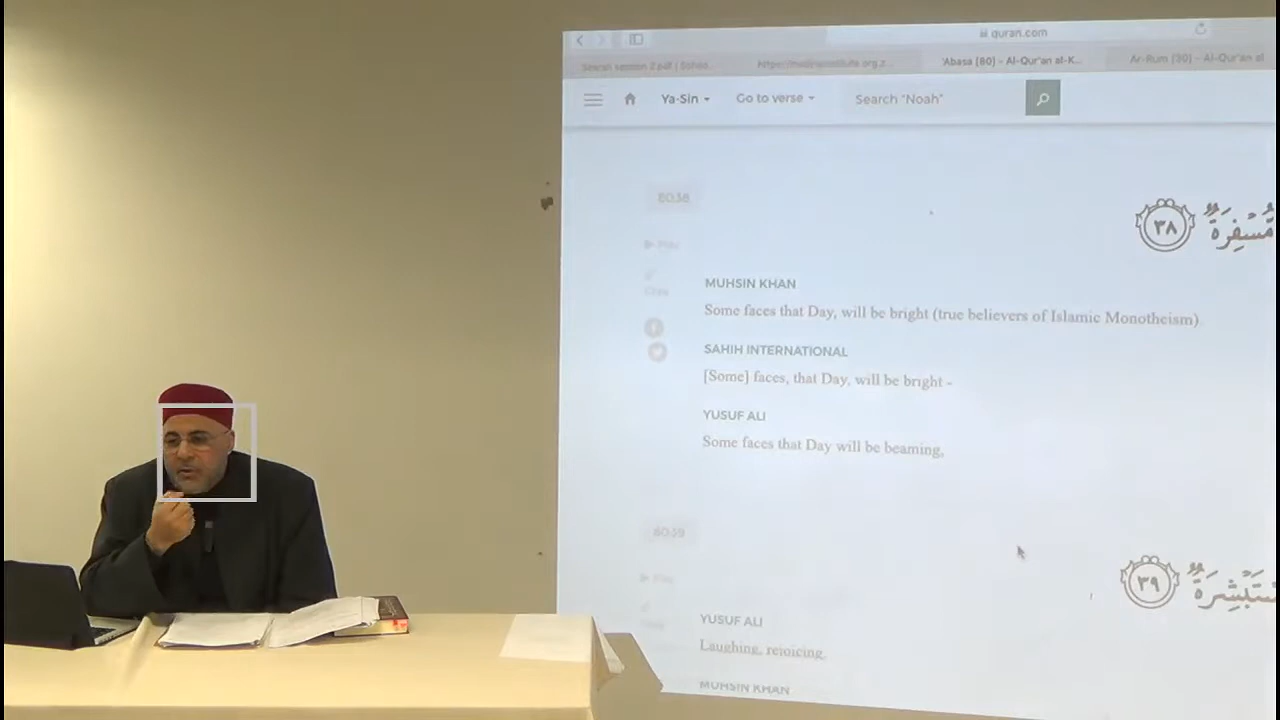 quran.com
'Abasa (80) – Al-Qur'an al-K...
Ar-Rum (30) – Al-Qur'an al
Ya-Sin
Go to verse
Search "Noah"
80:38
Play
مُّسْفِرَةٌ ٣٨
MUHSIN KHAN
Some faces that Day, will be bright (true believers of Islamic Monotheism)
SAHIH INTERNATIONAL
[Some] faces, that Day, will be bright –
YUSUF ALI
Some faces that Day will be beaming,
80:39
Play
٣٩
YUSUF ALI
Laughing, rejoicing.
MUHSIN KHAN